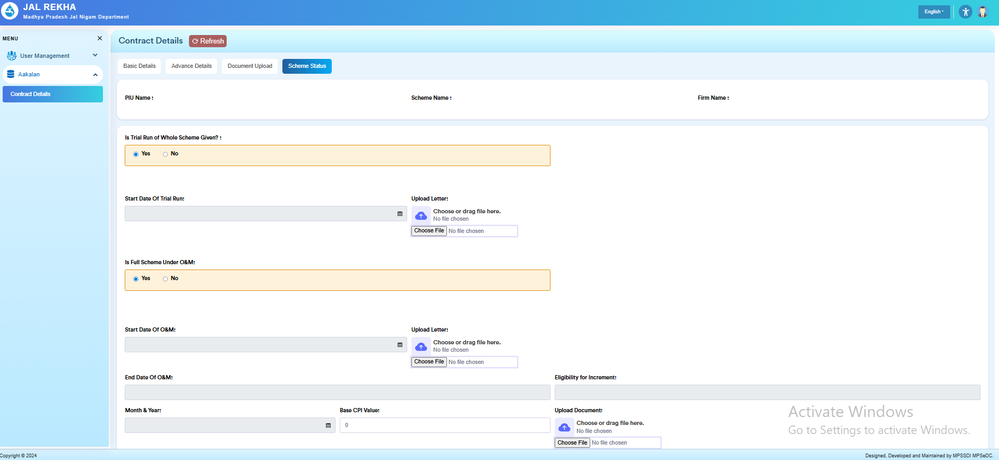 JAL REKHA
Madhya Pradesh Jal Nigam Department
English
MENU
User Management
Aakalan
Contract Details
Contract Details
Refresh
Basic Details
Advance Details
Document Upload
Scheme Status
PIU Name :
Scheme Name :
Firm Name :
Is Trial Run of Whole Scheme Given? :
Yes
No
Start Date Of Trial Run:
Upload Letter:
Choose or drag file here.
No file chosen
Choose File No file chosen
Is Full Scheme Under O&M:
Yes
No
Start Date Of O&M:
Upload Letter:
Choose or drag file here.
No file chosen
Choose File No file chosen
End Date Of O&M:
Eligibility for Increment:
Month & Year:
Base CPI Value:
0
Upload Document:
Choose or drag file here.
No file chosen
Choose File No file chosen
Activate Windows
Go to Settings to activate Windows.
Copyright © 2024
Designed, Developed and Maintained by MPSSDI MPSeDC.